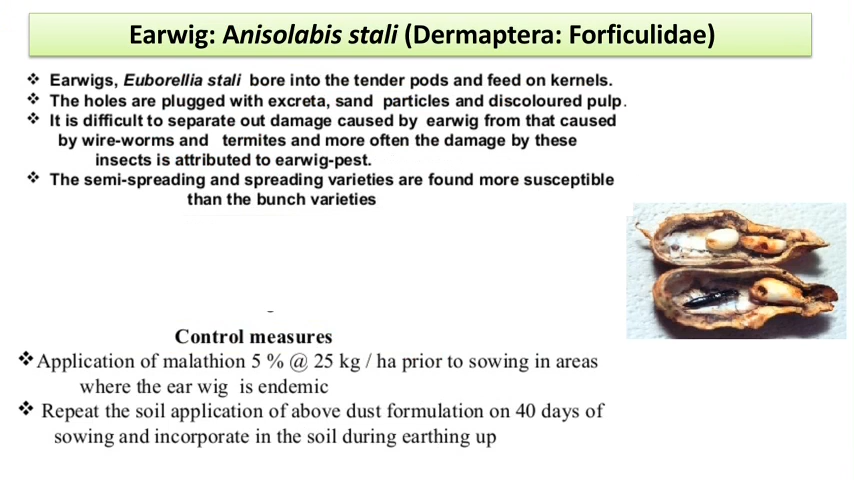 Earwig: Anisolabis stali (Dermaptera: Forficulidae)
❖ Earwigs, Euborellia stali bore into the tender pods and feed on kernels.
❖ The holes are plugged with excreta, sand particles and discoloured pulp.
❖ It is difficult to separate out damage caused by earwig from that caused
by wire-worms and termites and more often the damage by these
insects is attributed to earwig-pest.
❖ The semi-spreading and spreading varieties are found more susceptible
than the bunch varieties
-
Control measures
❖Application of malathion 5 % @ 25 kg / ha prior to sowing in areas
where the ear wig is endemic
❖ Repeat the soil application of above dust formulation on 40 days of
sowing and incorporate in the soil during earthing up